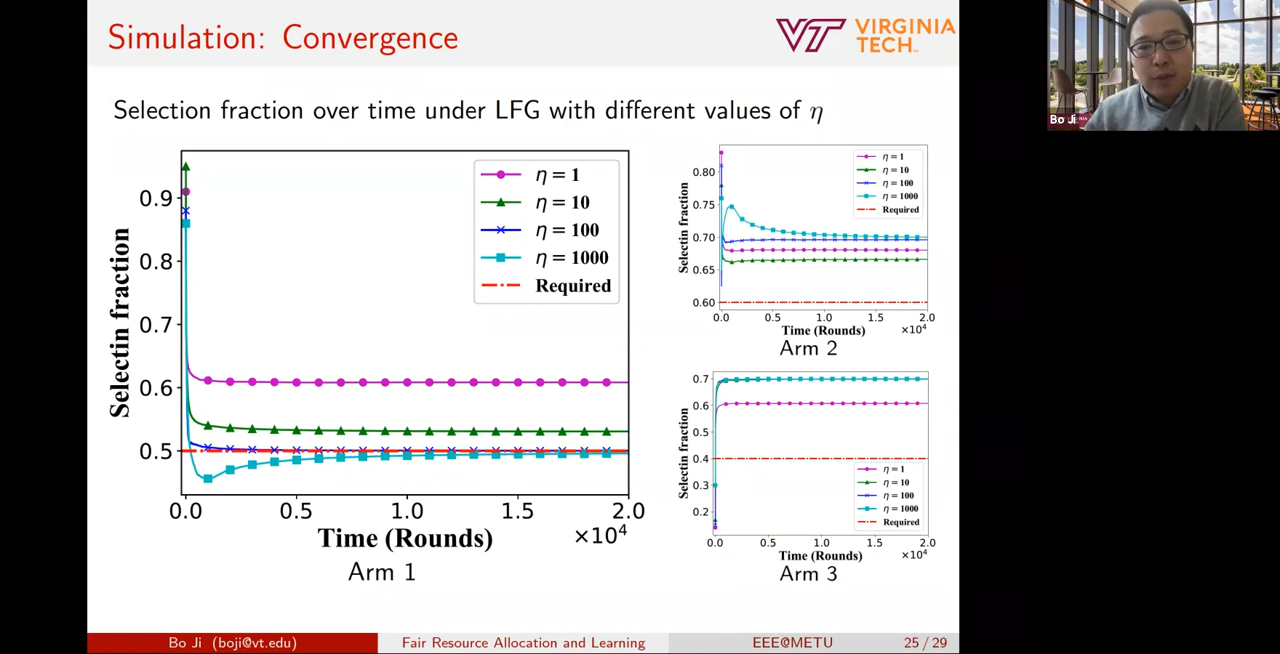 Simulation: Convergence
VT VIRGINIA
TECH
Bo Ji
Selection fraction over time under LFG with different values of η
Selectin fraction
0.9
0.8
0.7
0.6
0.5
η = 1
η = 10
η = 100
η = 1000
Required
0.0 0.5 1.0 1.5 2.0
Time (Rounds) ×10⁴
Arm 1
Selectin fraction
0.80
0.75
0.70
0.65
0.60
η = 1
η = 10
η = 100
η = 1000
Required
0.0 0.5 1.0 1.5 2.0
Time (Rounds) ×10⁴
Arm 2
Selectin fraction
0.7
0.6
0.5
0.4
0.3
0.2
η = 1
η = 10
η = 100
η = 1000
Required
0.0 0.5 1.0 1.5 2.0
Time (Rounds) ×10⁴
Arm 3
Bo Ji (boji@vt.edu) Fair Resource Allocation and Learning EEE@METU 25 / 29